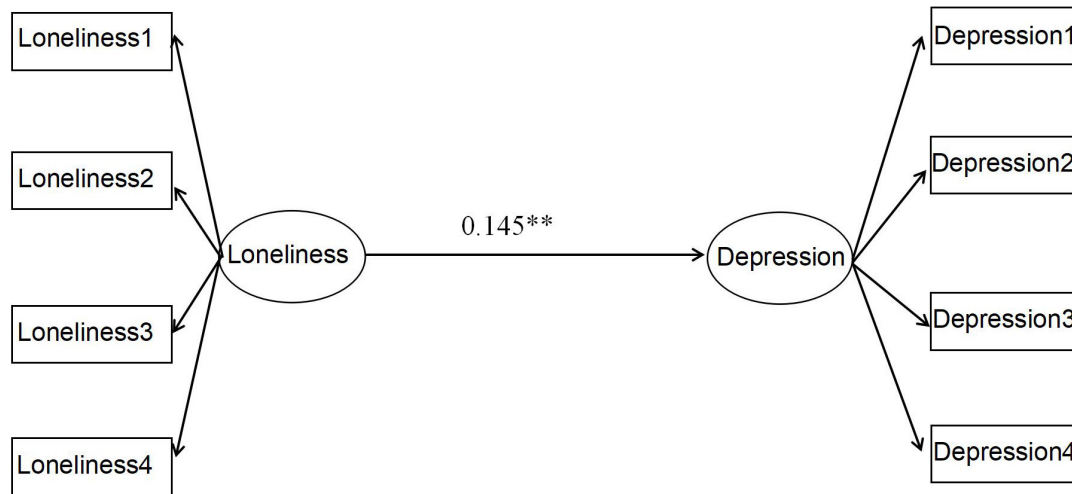 Loneliness1
Loneliness2
Loneliness3
Loneliness4
Loneliness
0.145**
Depression
Depression1
Depression2
Depression3
Depression4